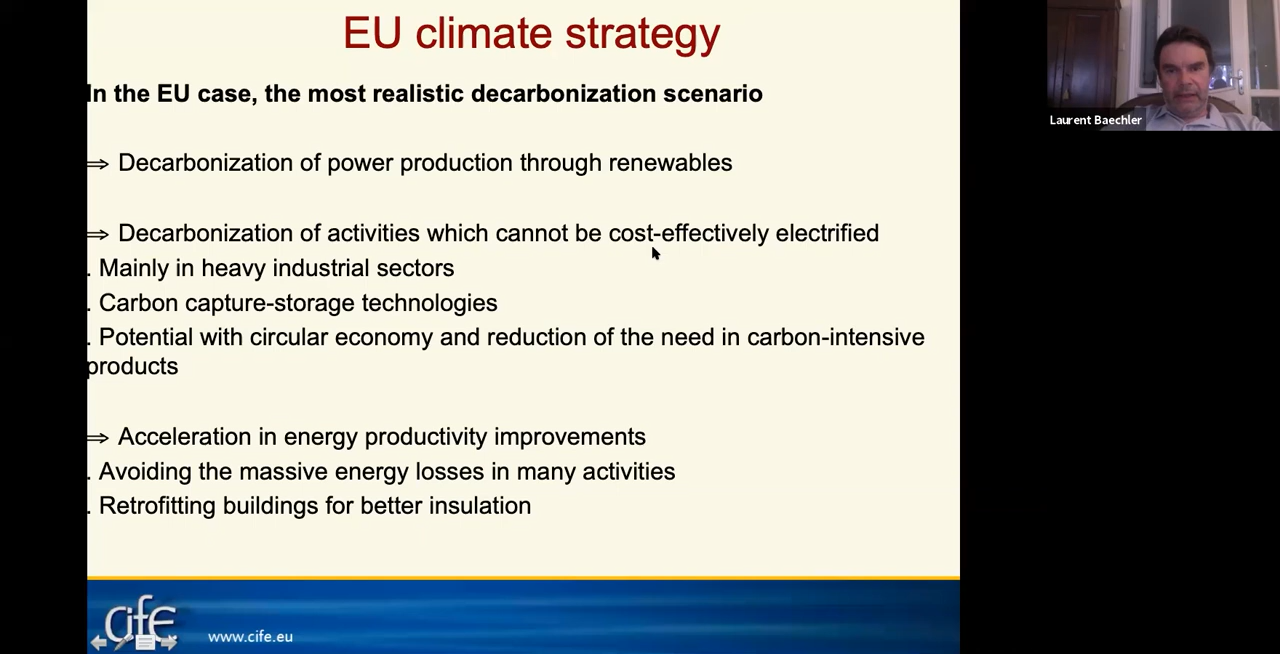 EU climate strategy
In the EU case, the most realistic decarbonization scenario
⇒ Decarbonization of power production through renewables
⇒ Decarbonization of activities which cannot be cost-effectively electrified
. Mainly in heavy industrial sectors
. Carbon capture-storage technologies
. Potential with circular economy and reduction of the need in carbon-intensive
products
⇒ Acceleration in energy productivity improvements
. Avoiding the massive energy losses in many activities
. Retrofitting buildings for better insulation
cife
www.cife.eu
Laurent Baechler